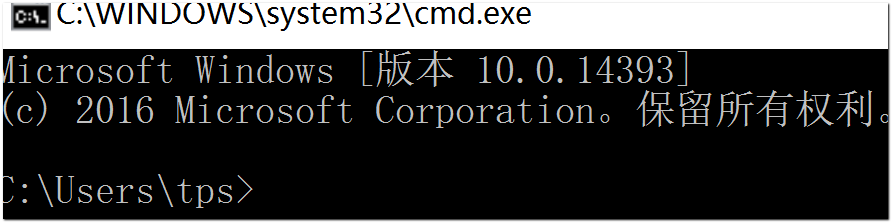 C:\WINDOWS\system32\cmd.exe
Microsoft Windows [版本 10.0.14393]
(c) 2016 Microsoft Corporation。保留所有权利。
C:\Users\tps>